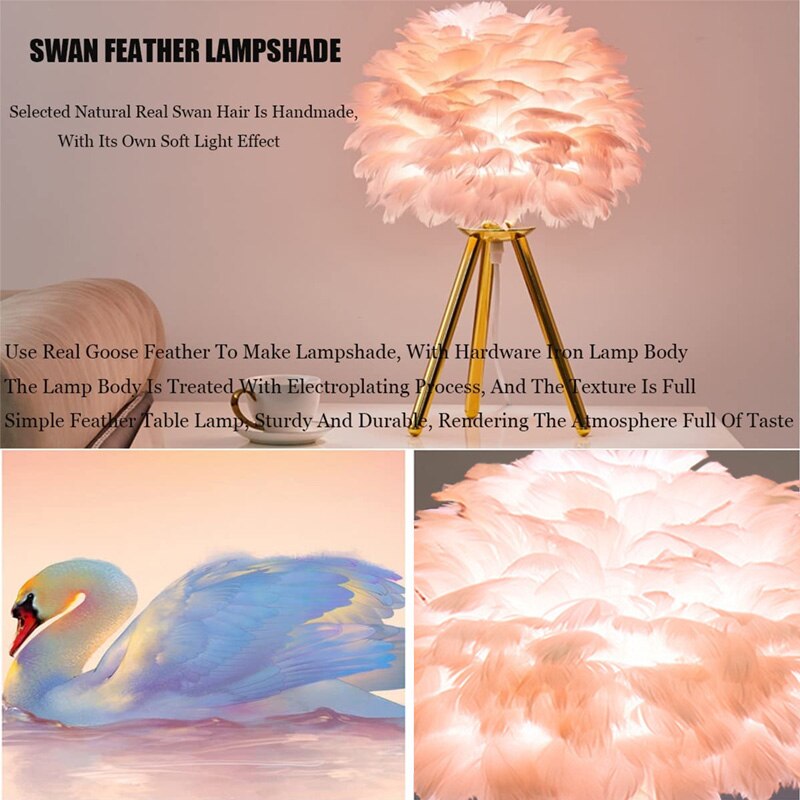 SWAN FEATHER LAMPSHADE
Selected Natural Real Swan Hair Is Handmade,
With Its Own Soft Light Effect
Use Real Goose Feather To Make Lampshade, With Hardware Iron Lamp Body
The Lamp Body Is Treated With Electroplating Process, And The Texture Is Full
Simple Feather Table Lamp, Sturdy And Durable, Rendering The Atmosphere Full Of Taste